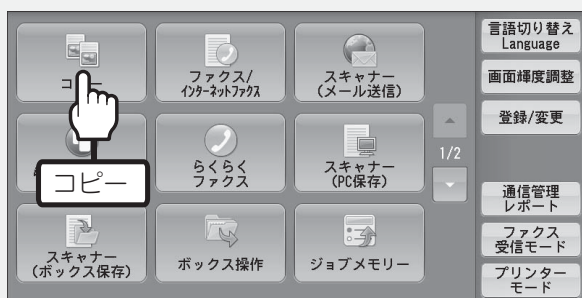 コピー
ファクス/
インターネットファクス
スキャナー
(メール送信)
らくらく
ファクス
スキャナー
(PC保存)
スキャナー
(ボックス保存)
ボックス操作
ジョブメモリー
1/2
言語切り替え
Language
画面輝度調整
登録/変更
通信管理
レポート
ファクス
受信モード
プリンター
モード